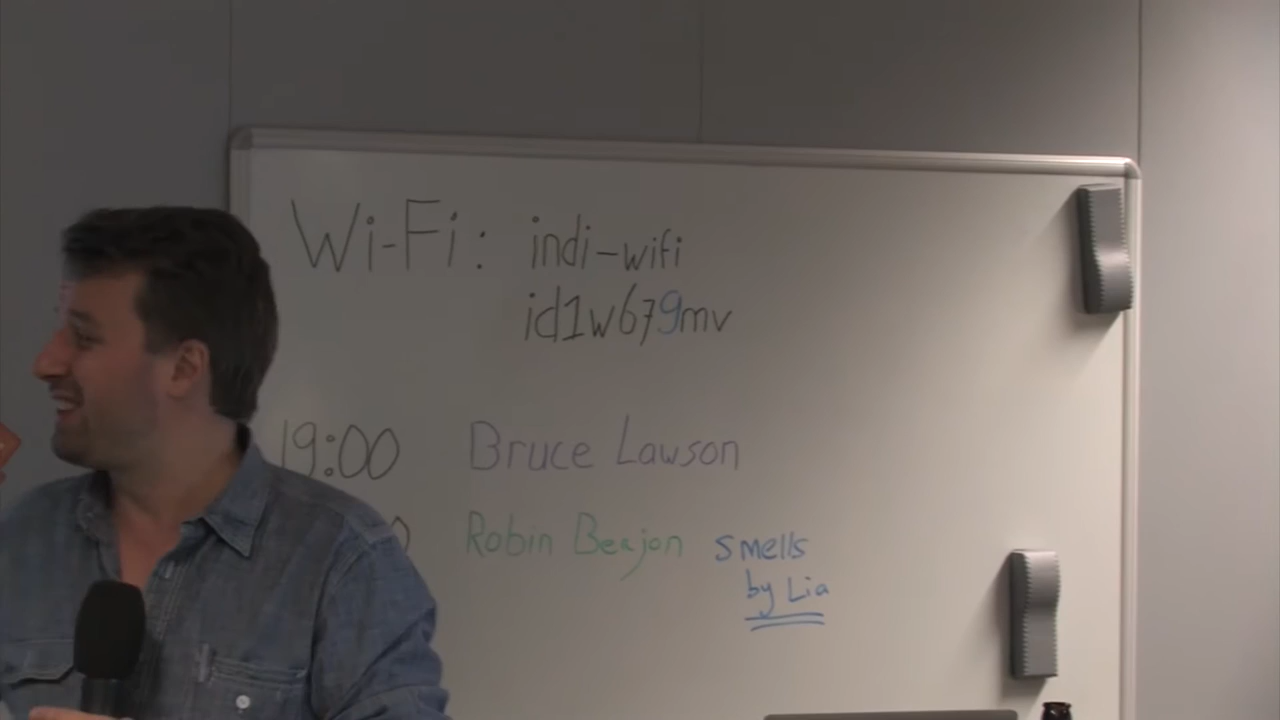 Wi-Fi: indi-wifi
id1w679mv
19:00 Bruce Lawson
Robin Berjon smells
by Lia